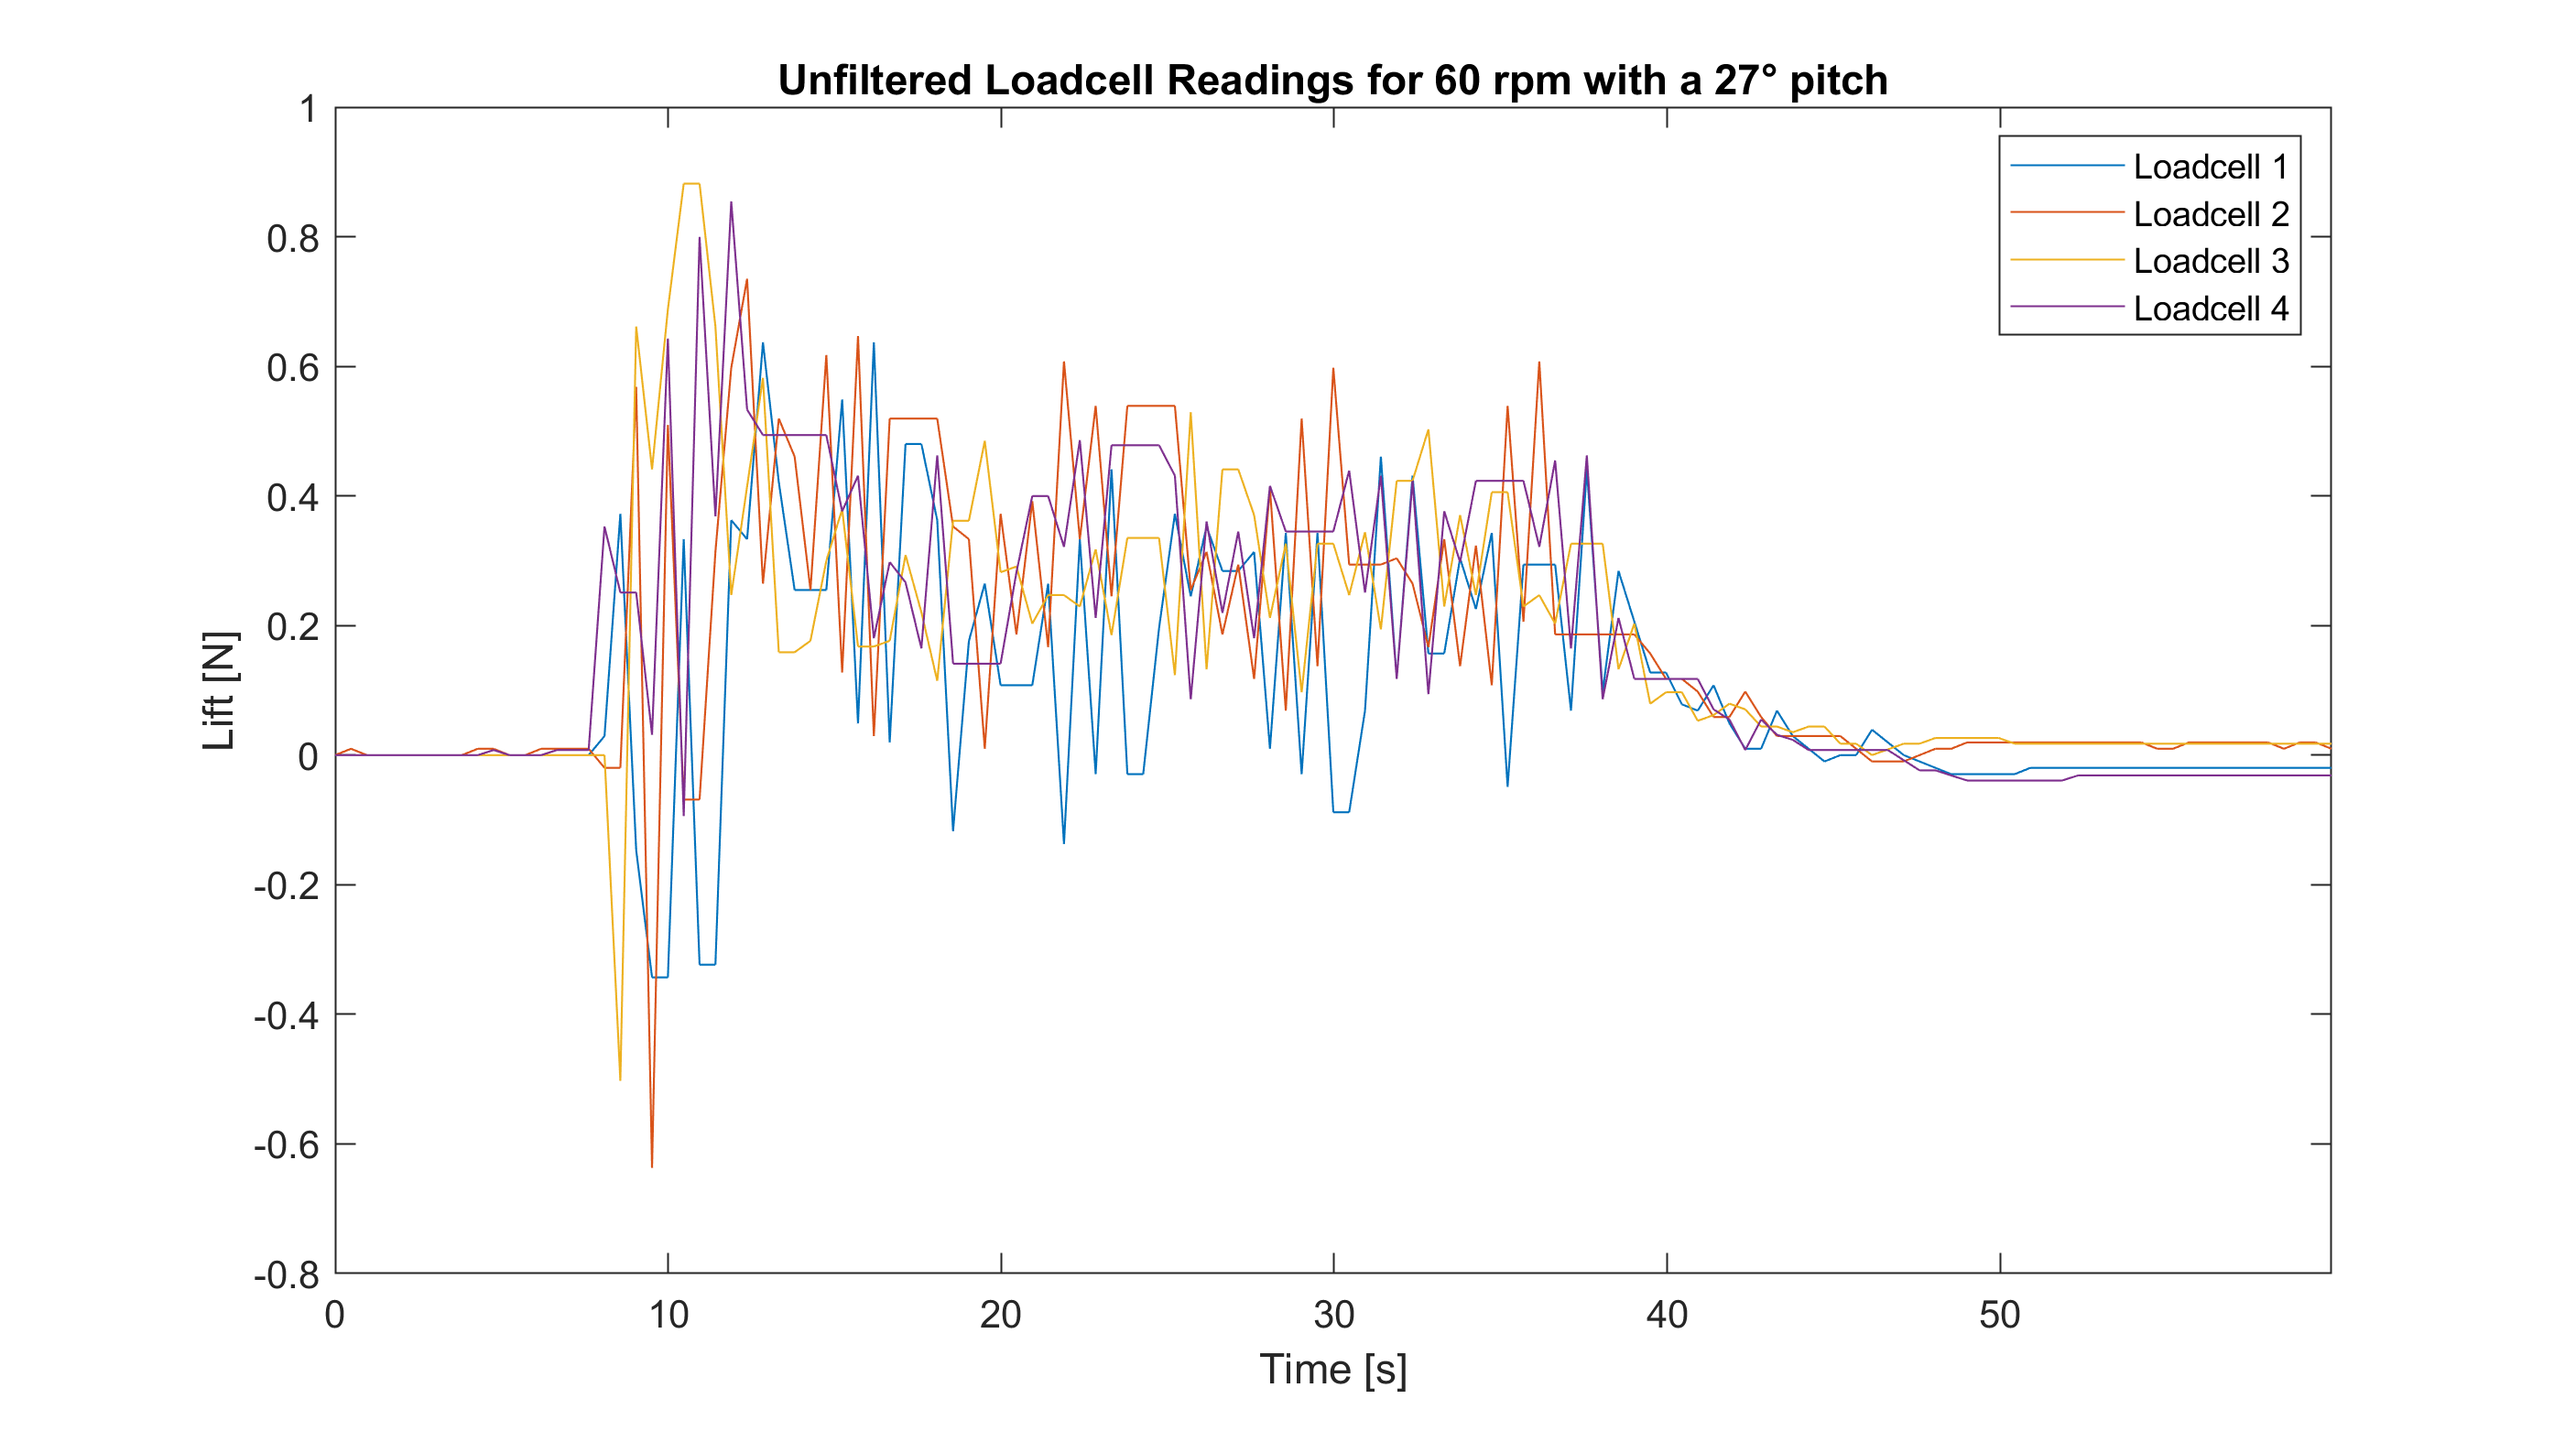 Unfiltered Loadcell Readings for 60 rpm with a 27° pitch
1
0.8
0.6
0.4
0.2
0
-0.2
-0.4
-0.6
-0.8
Lift [N]
Loadcell 1
Loadcell 2
Loadcell 3
Loadcell 4
0 10 20 30 40 50
Time [s]